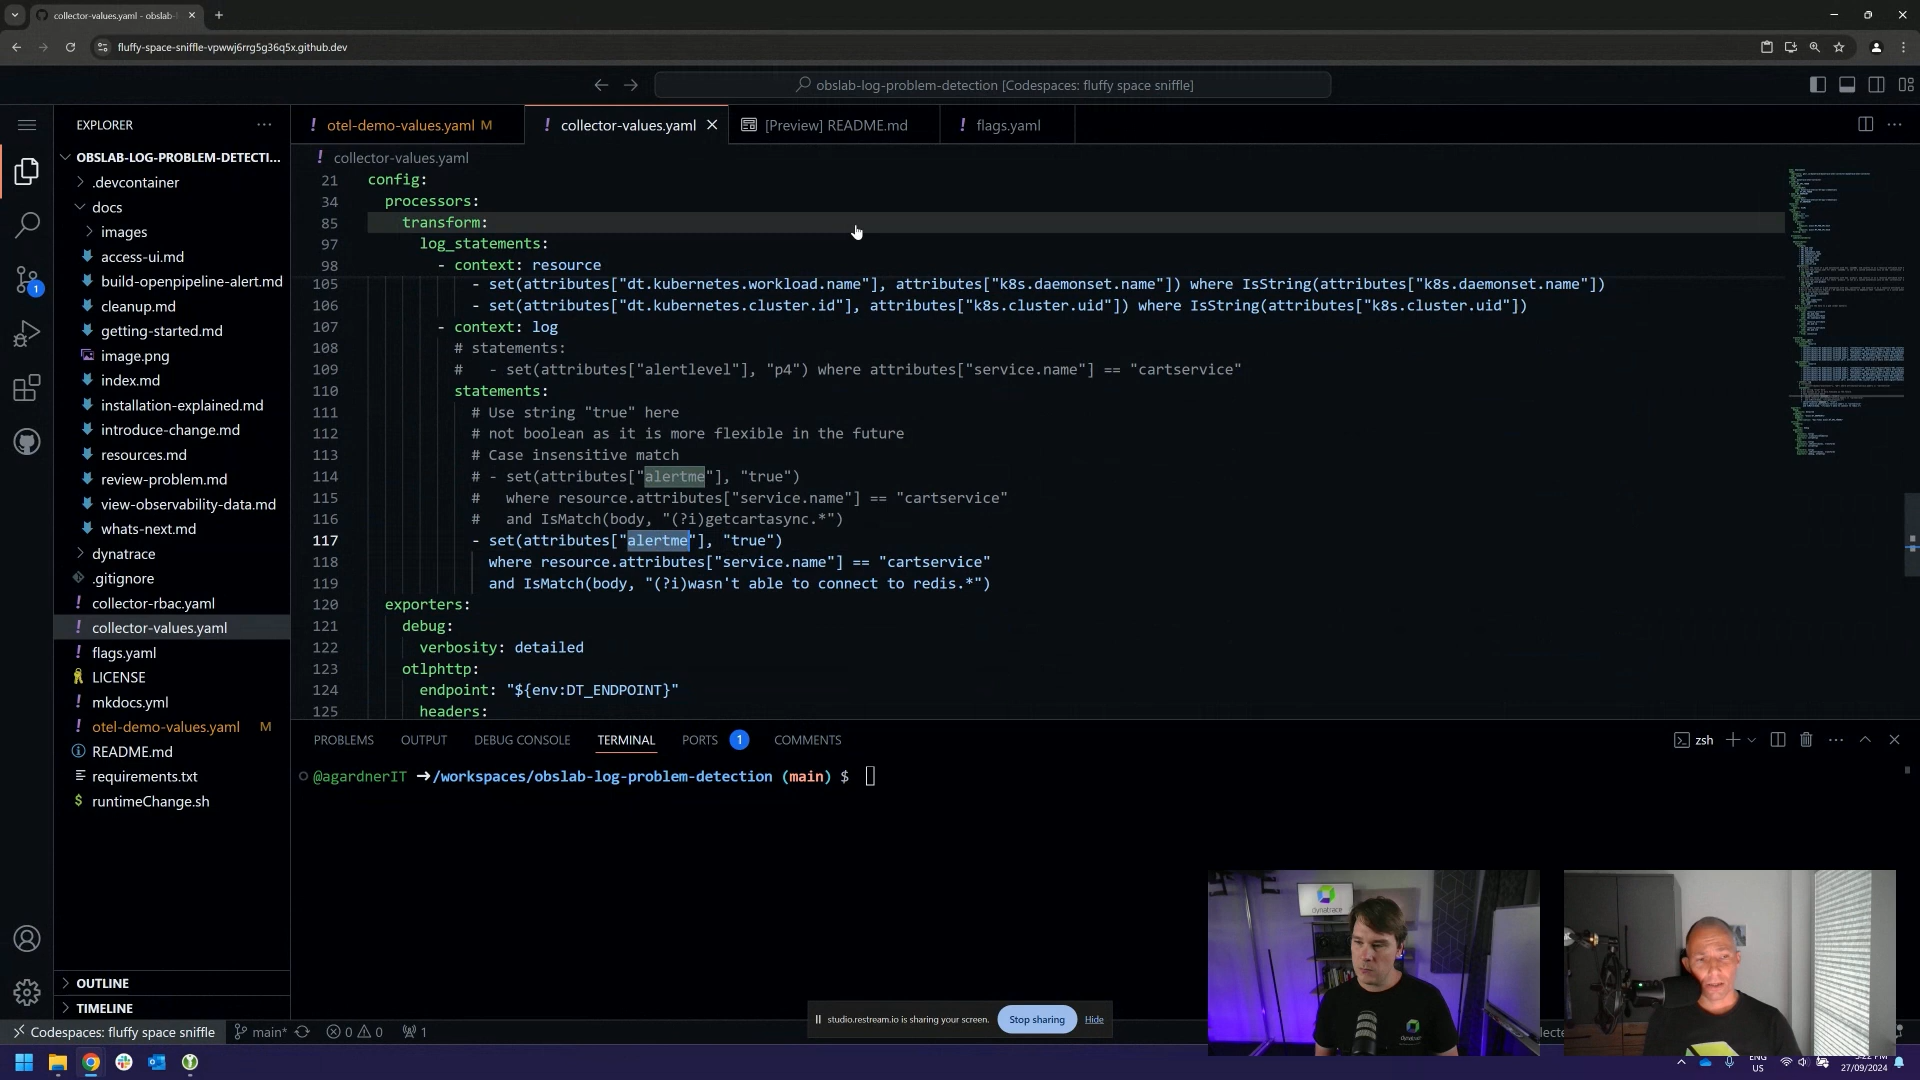 collector-values.yaml - obslab-
fluffy-space-sniffle-vpwwj6rrg5g36q5x.github.dev
obslab-log-problem-detection [Codespaces: fluffy space sniffle]
EXPLORER
OBSLAB-LOG-PROBLEM-DETECTI...
.devcontainer
docs
images
access-ui.md
build-openpipeline-alert.md
cleanup.md
getting-started.md
image.png
index.md
installation-explained.md
introduce-change.md
resources.md
review-problem.md
view-observability-data.md
whats-next.md
dynatrace
.gitignore
collector-rbac.yaml
collector-values.yaml
flags.yaml
LICENSE
mkdocs.yml
otel-demo-values.yaml M
README.md
requirements.txt
runtimeChange.sh
OUTLINE
TIMELINE
otel-demo-values.yaml M
collector-values.yaml
[Preview] README.md
flags.yaml
collector-values.yaml
21 config:
34 processors:
85 transform:
97 log_statements:
98 - context: resource
105 - set(attributes["dt.kubernetes.workload.name"], attributes["k8s.daemonset.name"]) where IsString(attributes["k8s.daemonset.name"])
106 - set(attributes["dt.kubernetes.cluster.id"], attributes["k8s.cluster.uid"]) where IsString(attributes["k8s.cluster.uid"])
107 - context: log
108 # statements:
109 # - set(attributes["alertlevel"], "p4") where attributes["service.name"] == "cartservice"
110 statements:
111 # Use string "true" here
112 # not boolean as it is more flexible in the future
113 # Case insensitive match
114 # - set(attributes["alertme"], "true")
115 # where resource.attributes["service.name"] == "cartservice"
116 # and IsMatch(body, "(?i)getcartasync.*")
117 - set(attributes["alertme"], "true")
118 where resource.attributes["service.name"] == "cartservice"
119 and IsMatch(body, "(?i)wasn't able to connect to redis.*")
120 exporters:
121 debug:
122 verbosity: detailed
123 otlphttp:
124 endpoint: "${env:DT_ENDPOINT}"
125 headers:
PROBLEMS OUTPUT DEBUG CONSOLE TERMINAL PORTS 1 COMMENTS
zsh
@agardnerIT ➜/workspaces/obslab-log-problem-detection (main) $
dynatrace
studio.restream.io is sharing your screen. Stop sharing Hide
Codespaces: fluffy space sniffle main* 0 0 1
ENG
US
27/09/2024